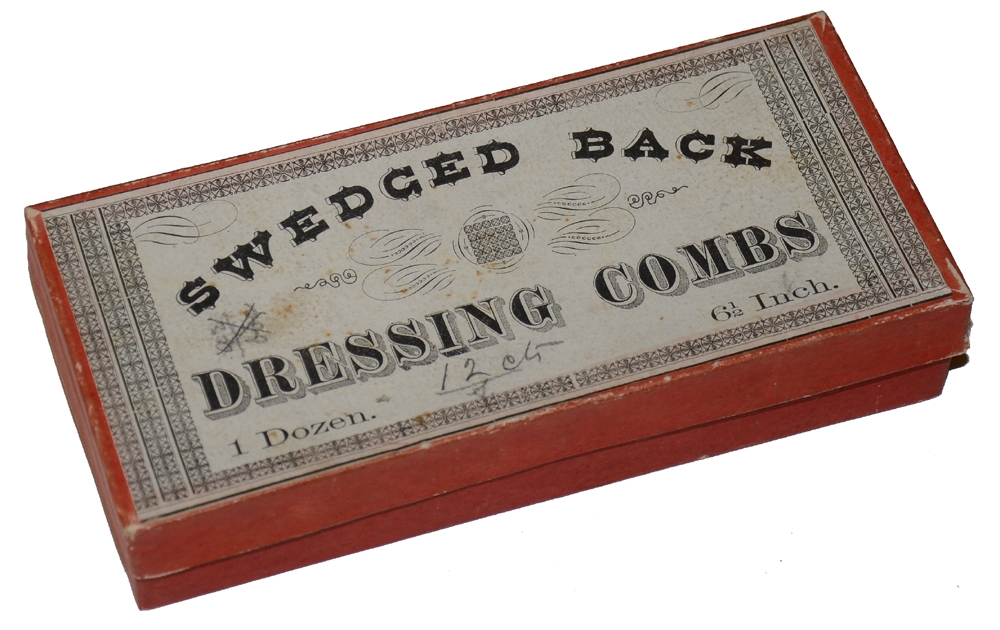 SWEDGED BACK
DRESSING COMBS
1 Dozen. 6½ Inch.
12 cts